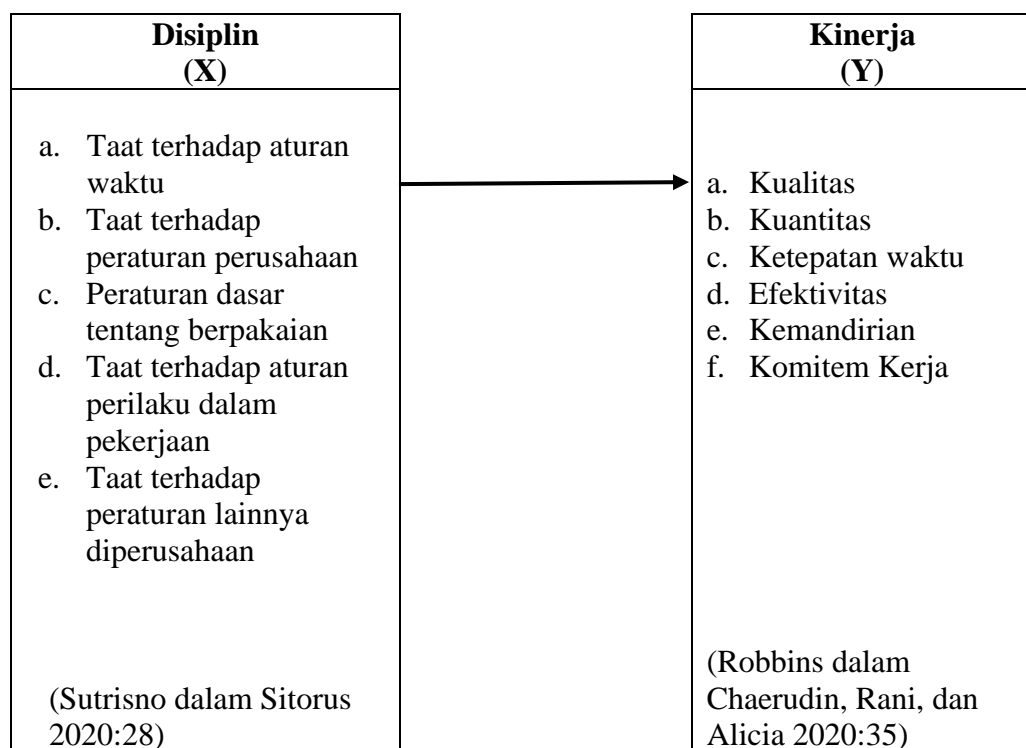 Disiplin
(X)
a. Taat terhadap aturan
waktu
b. Taat terhadap
peraturan perusahaan
c. Peraturan dasar
tentang berpakaian
d. Taat terhadap aturan
perilaku dalam
pekerjaan
e. Taat terhadap
peraturan lainnya
diperusahaan
(Sutrisno dalam Sitorus
2020:28)
Kinerja
(Y)
a. Kualitas
b. Kuantitas
c. Ketepatan waktu
d. Efektivitas
e. Kemandirian
f. Komitem Kerja
(Robbins dalam
Chaerudin, Rani, dan
Alicia 2020:35)